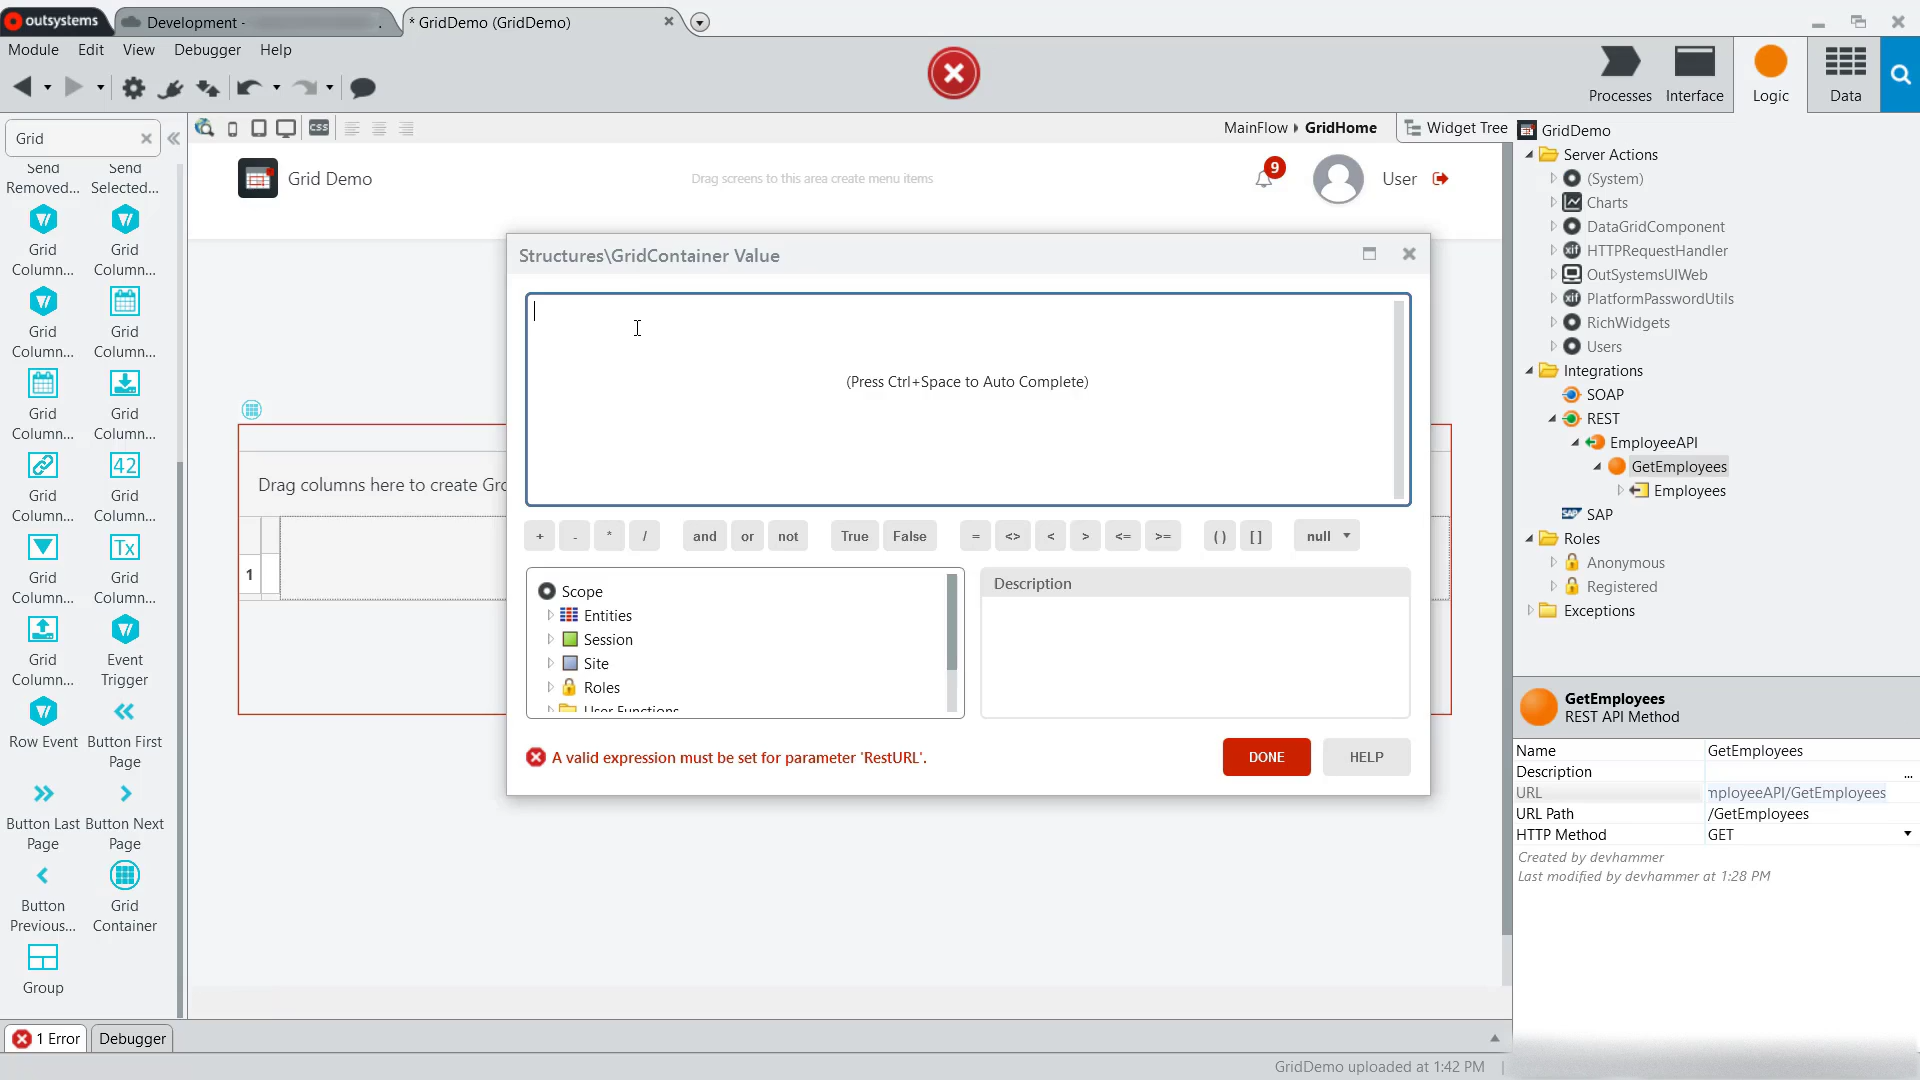 outsystems
Development -
* GridDemo (GridDemo)
Module Edit View Debugger Help
Processes
Interface
Logic
Data
Grid
css
MainFlow GridHome
Widget Tree
Send
Removed...
Send
Selected...
Grid
Column...
Grid
Column...
Grid
Column...
Grid
Column...
Grid
Column...
Grid
Column...
42
Grid
Column...
Grid
Column...
Tx
Grid
Column...
Grid
Column...
Grid
Column...
Event
Trigger
Row Event
Button First
Page
Button Last
Page
Button Next
Page
Button
Previous...
Grid
Container
Group
Grid Demo
Drag screens to this area create menu items
9
User
Drag columns here to create Gro
1
Structures\GridContainer Value
(Press Ctrl+Space to Auto Complete)
+ - * / and or not True False = <> < > <= >= ( ) [ ] null
Scope
Entities
Session
Site
Roles
User Functions
Description
A valid expression must be set for parameter 'RestURL'.
DONE
HELP
GridDemo
Server Actions
(System)
Charts
DataGridComponent
xif HTTPRequestHandler
OutSystemsUIWeb
xif PlatformPasswordUtils
RichWidgets
Users
Integrations
SOAP
REST
EmployeeAPI
GetEmployees
Employees
SAP SAP
Roles
Anonymous
Registered
Exceptions
GetEmployees
REST API Method
Name GetEmployees
Description ...
URL mployeeAPI/GetEmployees
URL Path /GetEmployees
HTTP Method GET
Created by devhammer
Last modified by devhammer at 1:28 PM
1 Error
Debugger
GridDemo uploaded at 1:42 PM